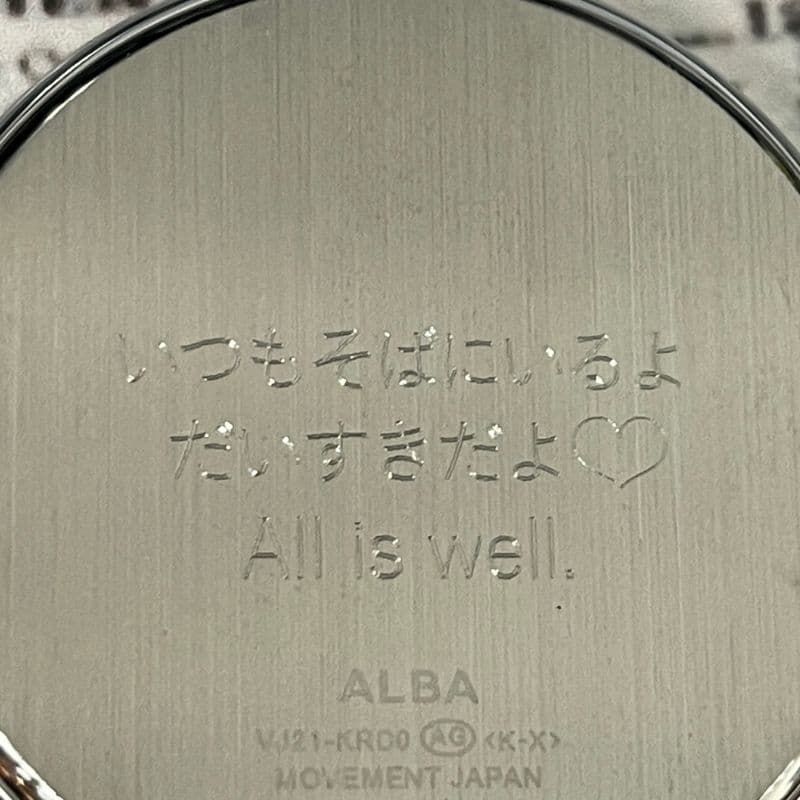 いつもそばにいるよ
だいすきだよ♡
All is well.
ALBA
VJ21-KRD0 AG <K-X>
MOVEMENT JAPAN